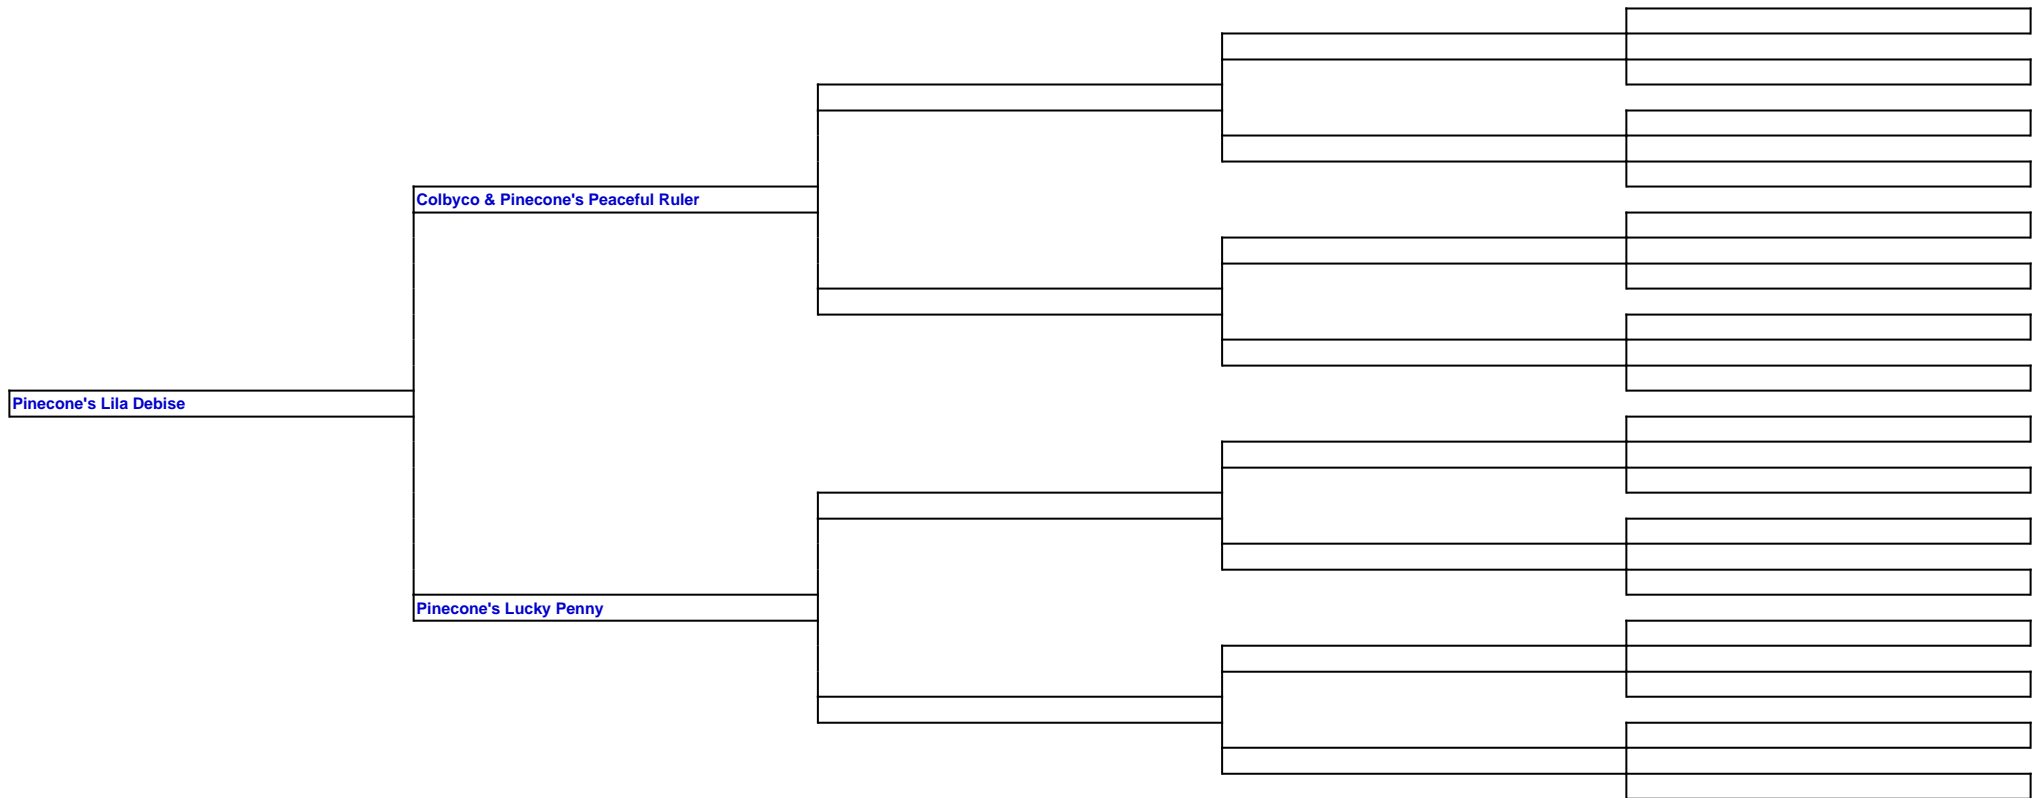 Colbyco & Pinecone's Peaceful Ruler
Pinecone's Lila Debise
Pinecone's Lucky Penny